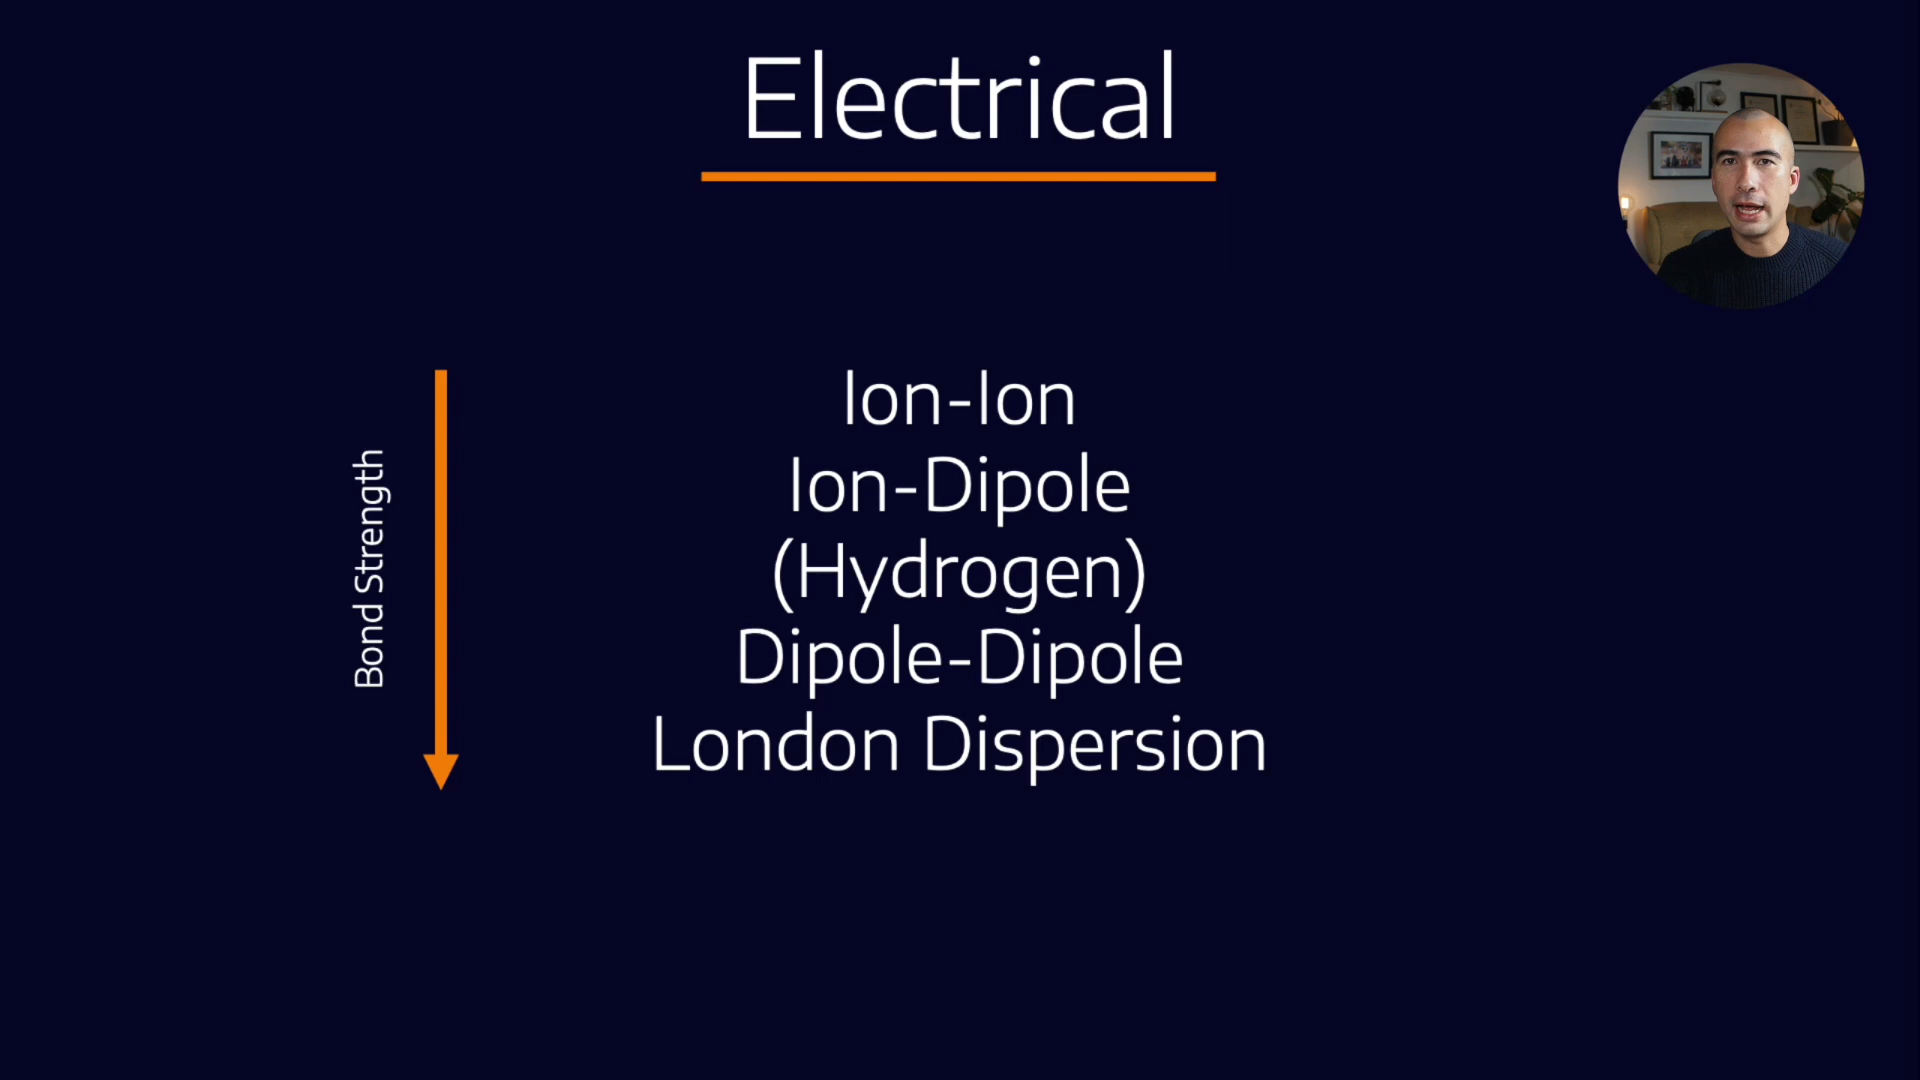 Electrical
Bond Strength
Ion-Ion
Ion-Dipole
(Hydrogen)
Dipole-Dipole
London Dispersion